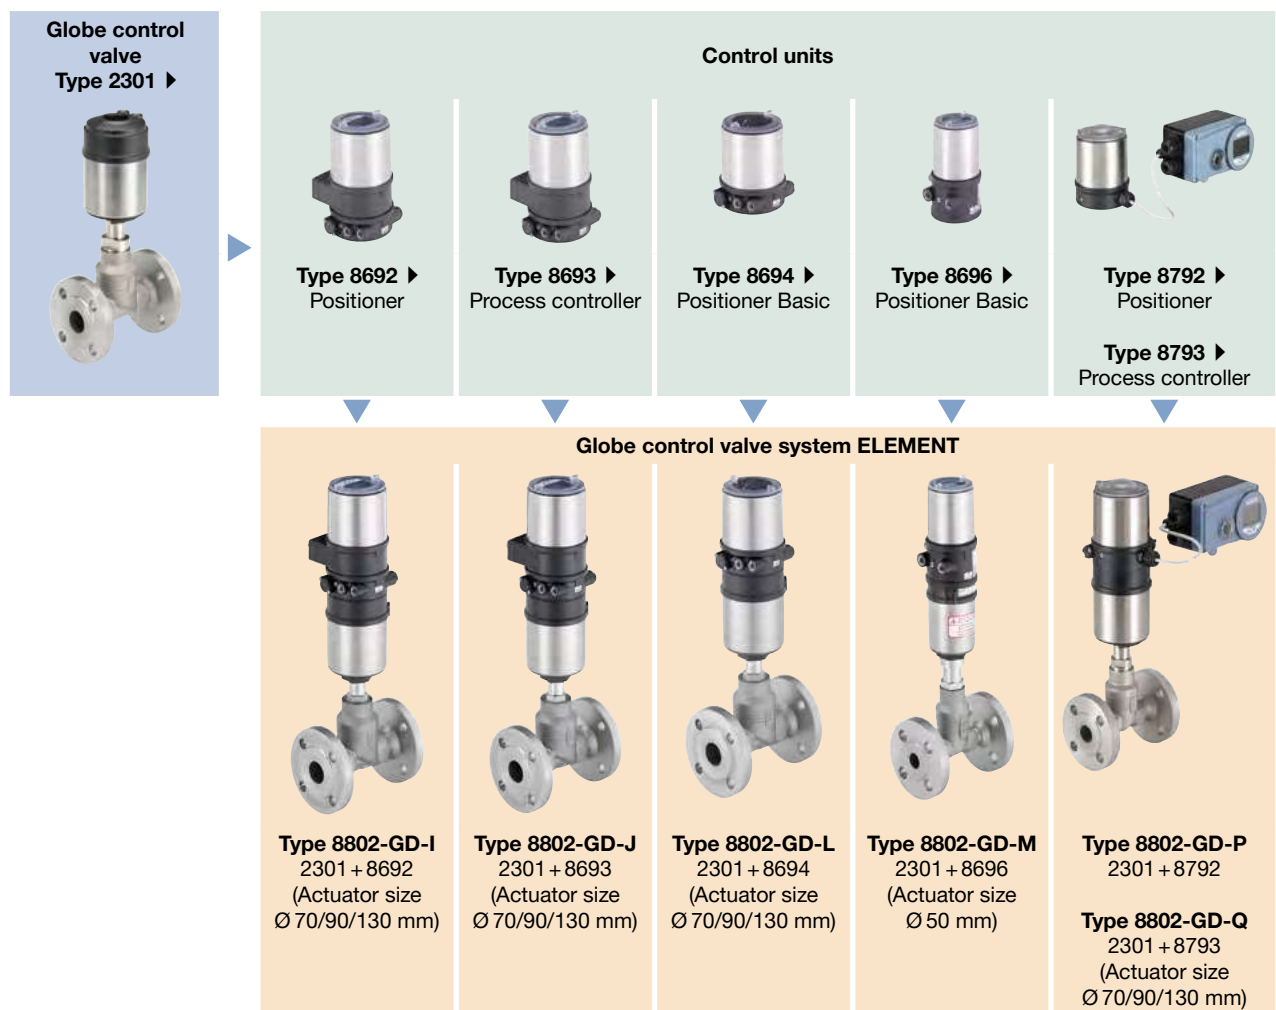 Globe control
valve
Type 2301
Control units
Type 8692
Positioner
Type 8693
Process controller
Type 8694
Positioner Basic
Type 8696
Positioner Basic
Type 8792
Positioner
Type 8793
Process controller
Globe control valve system ELEMENT
Type 8802-GD-I
2301 + 8692
(Actuator size
Ø 70/90/130 mm)
Type 8802-GD-J
2301 + 8693
(Actuator size
Ø 70/90/130 mm)
Type 8802-GD-L
2301 + 8694
(Actuator size
Ø 70/90/130 mm)
Type 8802-GD-M
2301 + 8696
(Actuator size
Ø 50 mm)
Type 8802-GD-P
2301 + 8792
Type 8802-GD-Q
2301 + 8793
(Actuator size
Ø 70/90/130 mm)